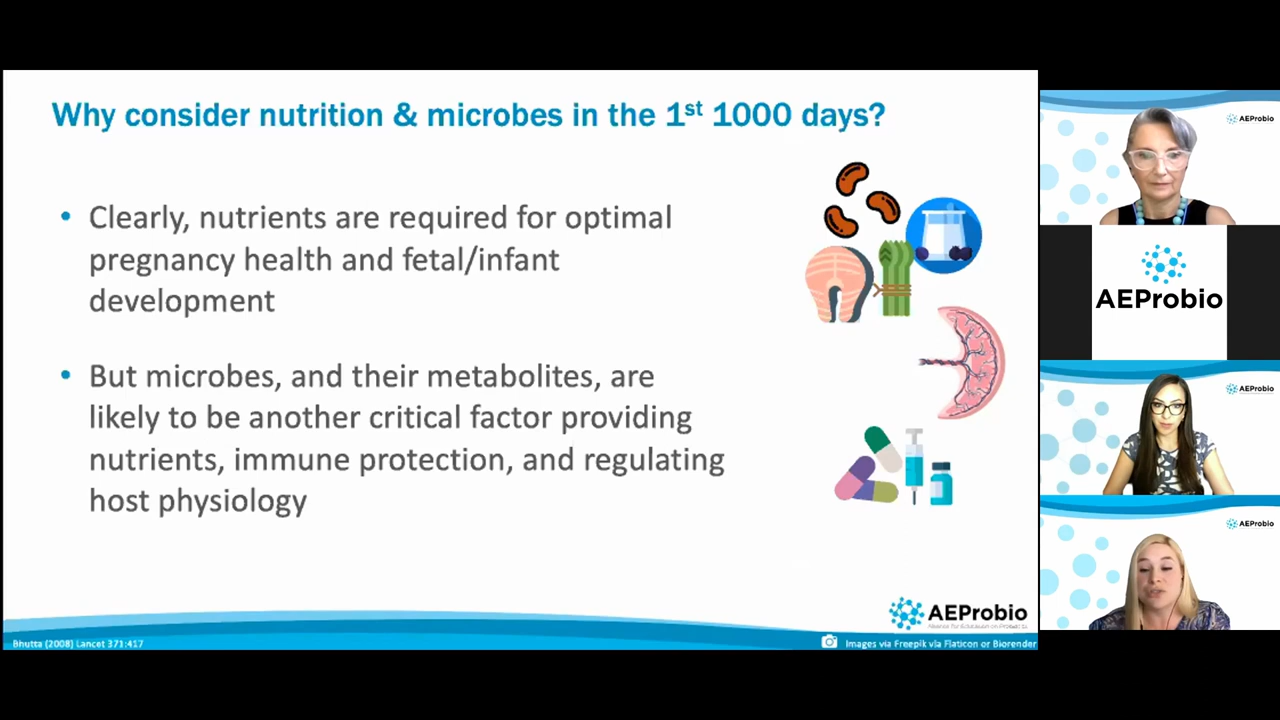 Why consider nutrition & microbes in the 1st 1000 days?
• Clearly, nutrients are required for optimal
pregnancy health and fetal/infant
development
• But microbes, and their metabolites, are
likely to be another critical factor providing
nutrients, immune protection, and regulating
host physiology
AEProbio
Bhutta (2008) Lancet 371:417
Images via Freepik via Flaticon or Biorender
AEProbio
AEProbio
AEProbio
AEProbio